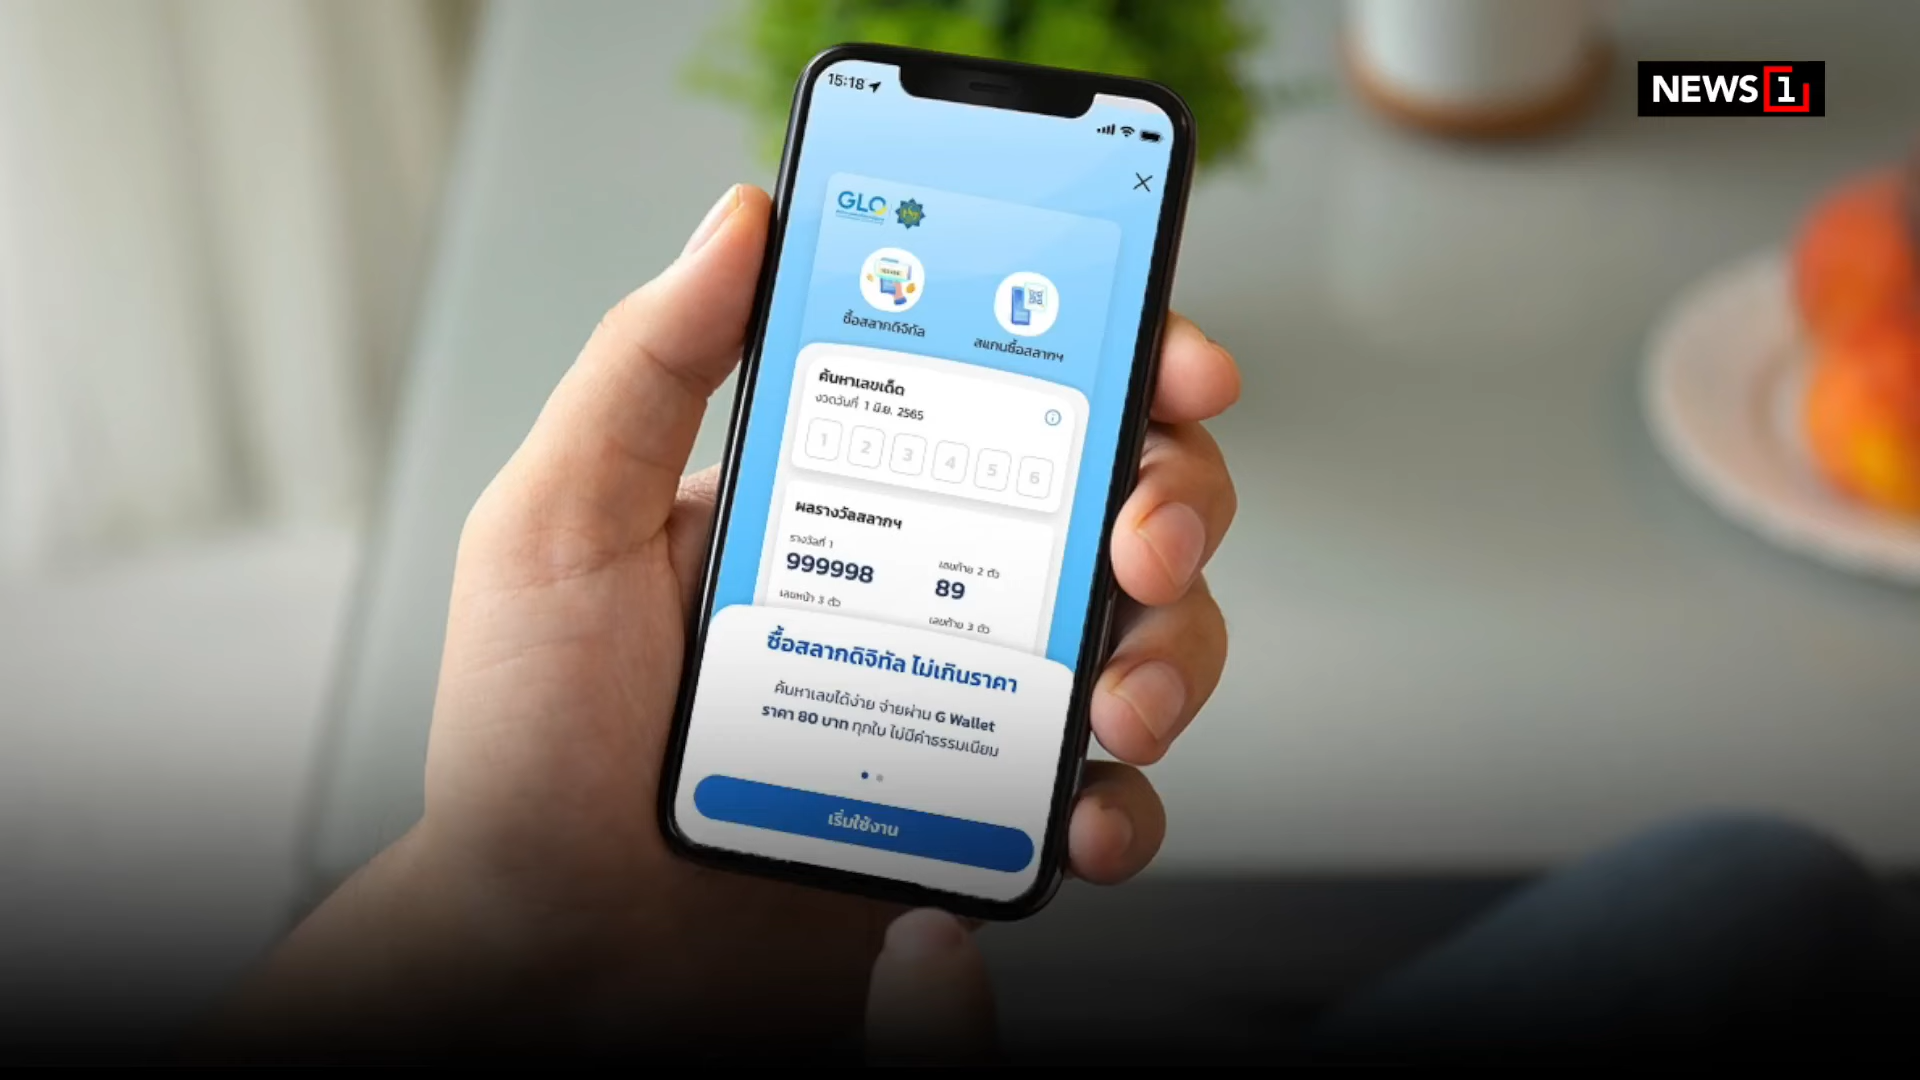 NEWS 1
15:18
GLO
ซื้อสลากดิจิทัล
สแกนซื้อสลากฯ
ค้นหาเลขเด็ด
งวดวันที่ 1 มิ.ย. 2565
1 2 3 4 5 6
ผลรางวัลสลากฯ
รางวัลที่ 1
เลขท้าย 2 ตัว
999998
89
เลขหน้า 3 ตัว
เลขท้าย 3 ตัว
ซื้อสลากดิจิทัล ไม่เกินราคา
ค้นหาเลขได้ง่าย จ่ายผ่าน G Wallet
ราคา 80 บาท ทุกใบ ไม่มีค่าธรรมเนียม
เริ่มใช้งาน